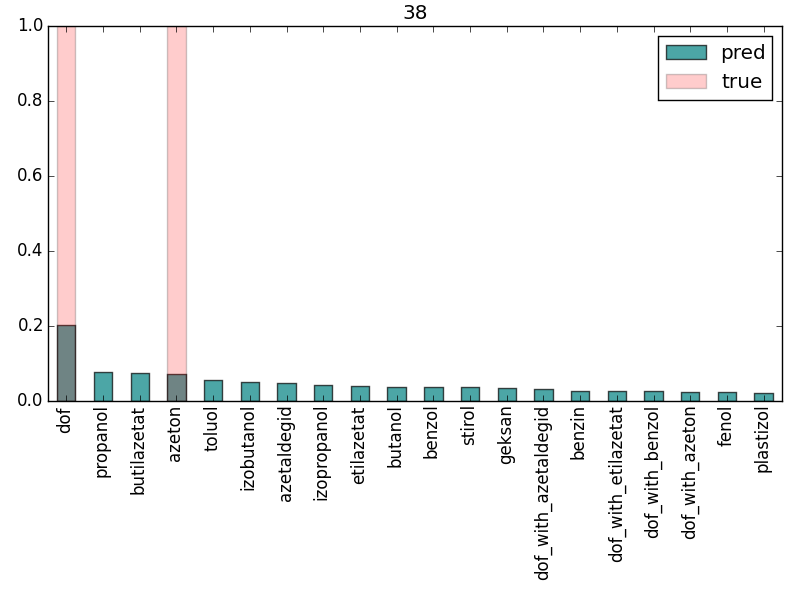 38
1.0
0.8
0.6
0.4
0.2
0.0
pred
true
dof
propanol
butilazetat
azeton
toluol
izobutanol
azetaldegid
izopropanol
etilazetat
butanol
benzol
stirol
geksan
dof_with_azetaldegid
benzin
dof_with_etilazetat
dof_with_benzol
dof_with_azeton
fenol
plastizol